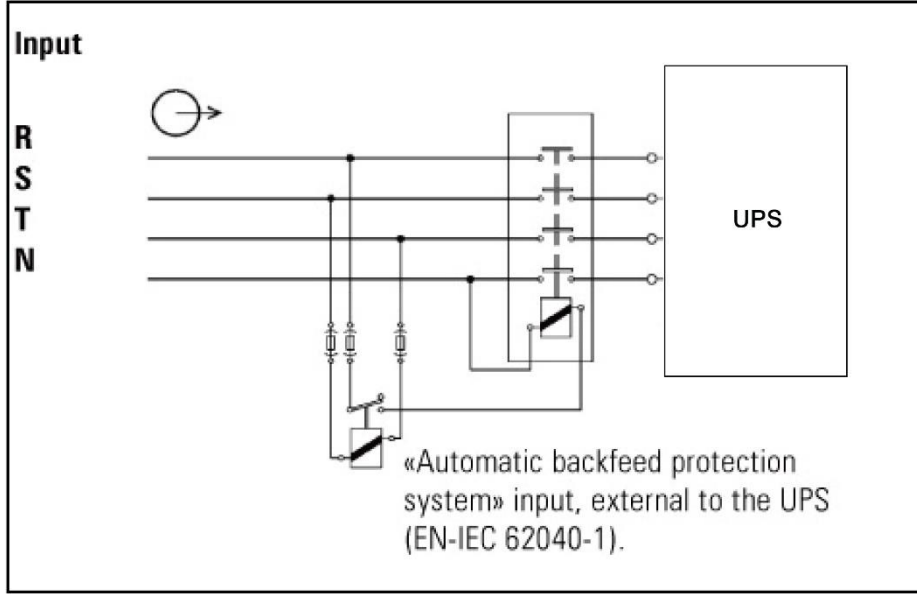 Input
R
S
T
N
UPS
«Automatic backfeed protection
system» input, external to the UPS
(EN-IEC 62040-1).